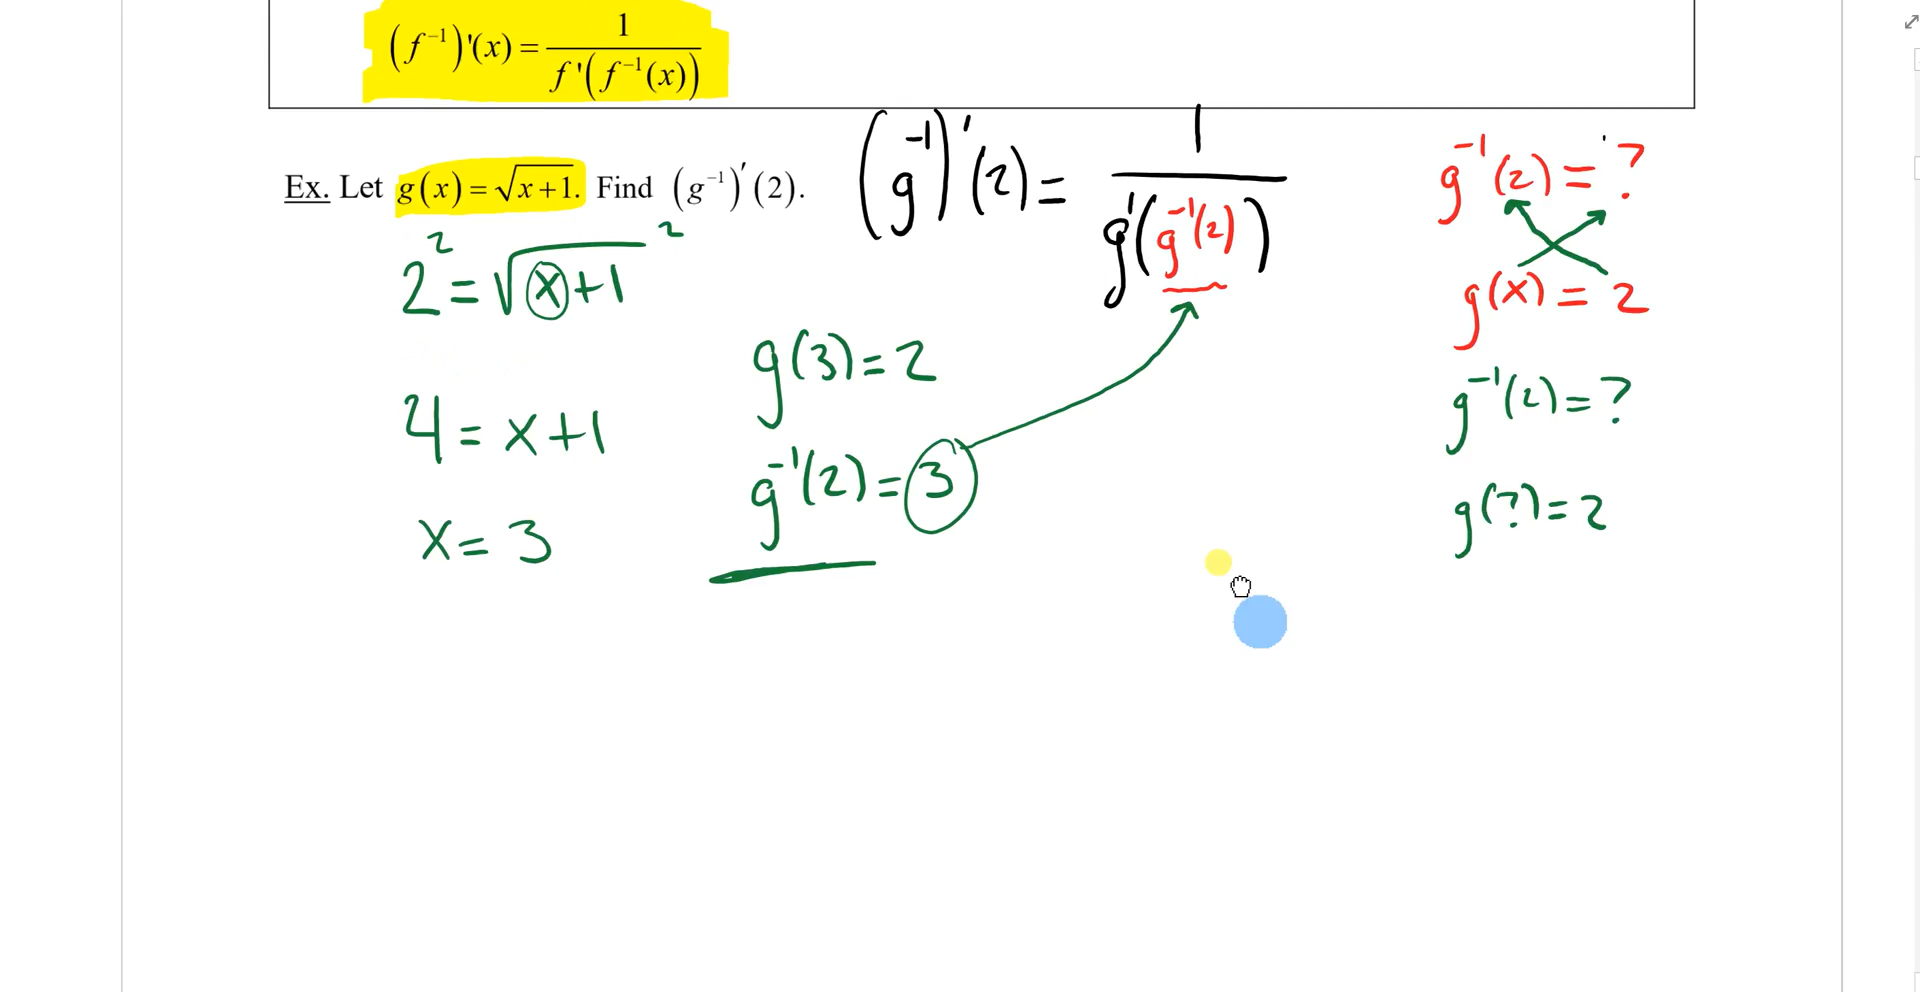 (f⁻¹)'(x) = 1 / f'(f⁻¹(x))
Ex. Let g(x) = √x+1. Find (g⁻¹)′(2).
(g⁻¹)′(2) = 1 / g′(g⁻¹(2))
2² = √x+1 ²
4 = x+1
x = 3
g(3) = 2
g⁻¹(2) = 3
g⁻¹(2) = ?
g(x) = 2
g⁻¹(2) = ?
g(?) = 2